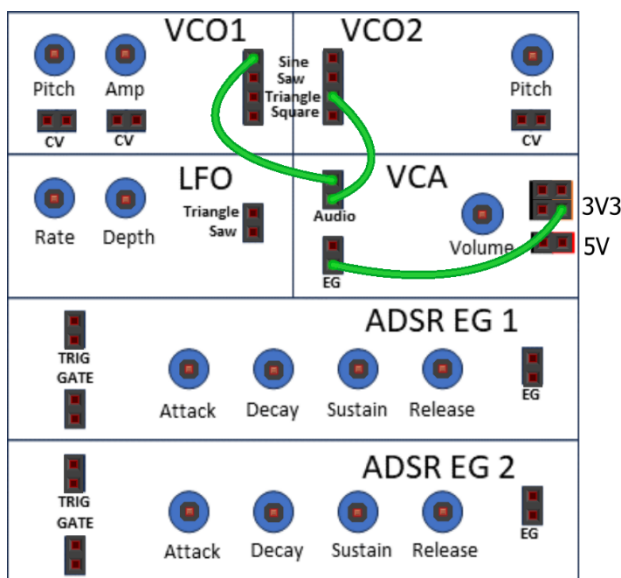 VCO1
VCO2
Sine
Saw
Triangle
Square
Pitch
Amp
Pitch
CV
CV
CV
LFO
VCA
Triangle
Saw
Audio
3V3
Rate
Depth
Volume
5V
EG
ADSR EG 1
TRIG
GATE
Attack
Decay
Sustain
Release
EG
ADSR EG 2
TRIG
GATE
Attack
Decay
Sustain
Release
EG